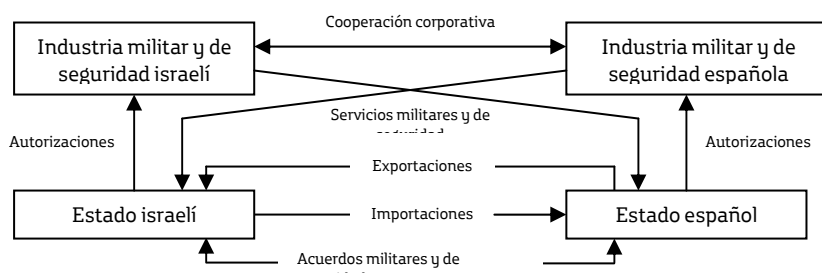 Cooperación corporativa
Industria militar y de
seguridad israelí
Industria militar y de
seguridad española
Servicios militares y de
seguridad
Autorizaciones
Autorizaciones
Exportaciones
Estado israelí
Importaciones
Estado español
Acuerdos militares y de